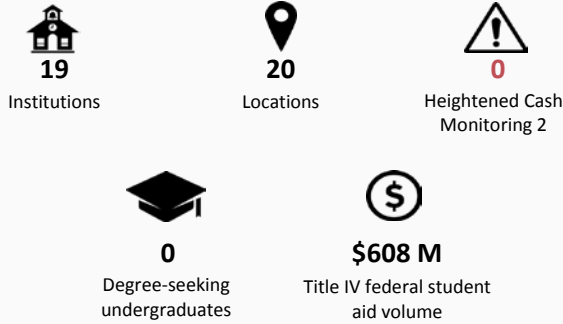 19
Institutions
20
Locations
0
Heightened Cash
Monitoring 2
0
Degree-seeking
undergraduates
$608 M
Title IV federal student
aid volume